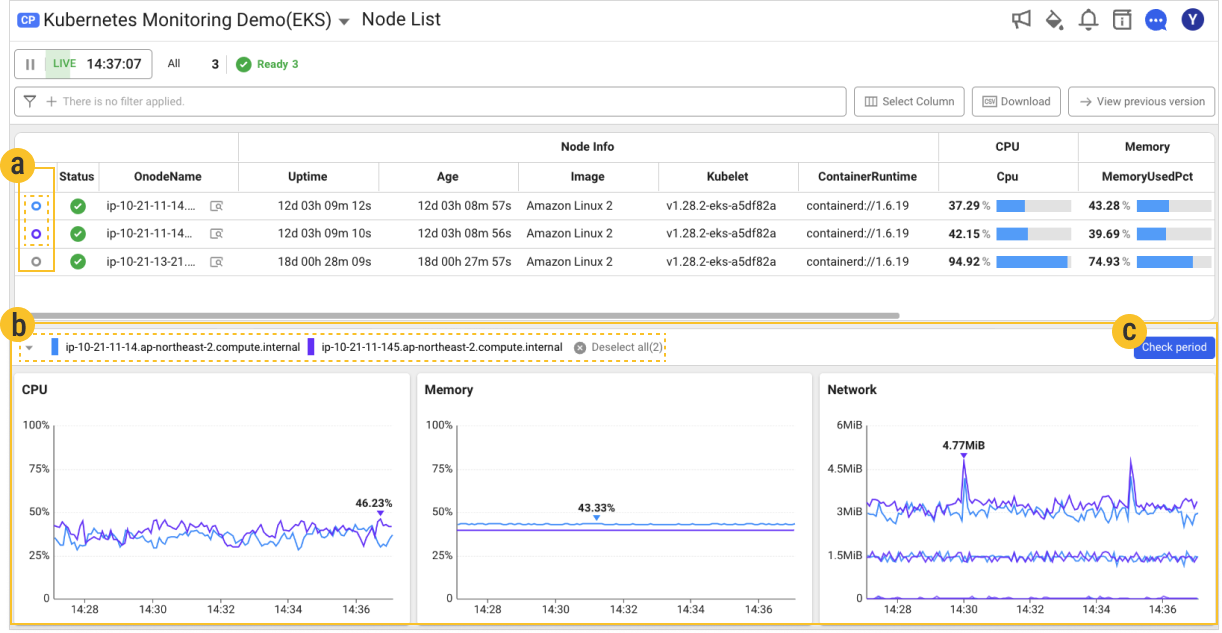 CP Kubernetes Monitoring Demo(EKS) Node List Y
LIVE 14:37:07 All 3 Ready 3
There is no filter applied. Select Column CSV Download View previous version
Node Info CPU Memory
a
Status OnodeName Uptime Age Image Kubelet ContainerRuntime Cpu MemoryUsedPct
ip-10-21-11-14.... 12d 03h 09m 12s 12d 03h 08m 57s Amazon Linux 2 v1.28.2-eks-a5df82a containerd://1.6.19 37.29 % 43.28 %
ip-10-21-11-14.... 12d 03h 09m 10s 12d 03h 08m 56s Amazon Linux 2 v1.28.2-eks-a5df82a containerd://1.6.19 42.15 % 39.69 %
ip-10-21-13-21.... 18d 00h 28m 09s 18d 00h 27m 57s Amazon Linux 2 v1.28.2-eks-a5df82a containerd://1.6.19 94.92 % 74.93 %
b
c
ip-10-21-11-14.ap-northeast-2.compute.internal ip-10-21-11-145.ap-northeast-2.compute.internal Deselect all(2) Check period
CPU
100%
75%
46.23%
50%
25%
0
14:28 14:30 14:32 14:34 14:36
Memory
100%
75%
43.33%
50%
25%
0
14:28 14:30 14:32 14:34 14:36
Network
6MiB
4.77MiB
4.5MiB
3MiB
1.5MiB
0
14:28 14:30 14:32 14:34 14:36